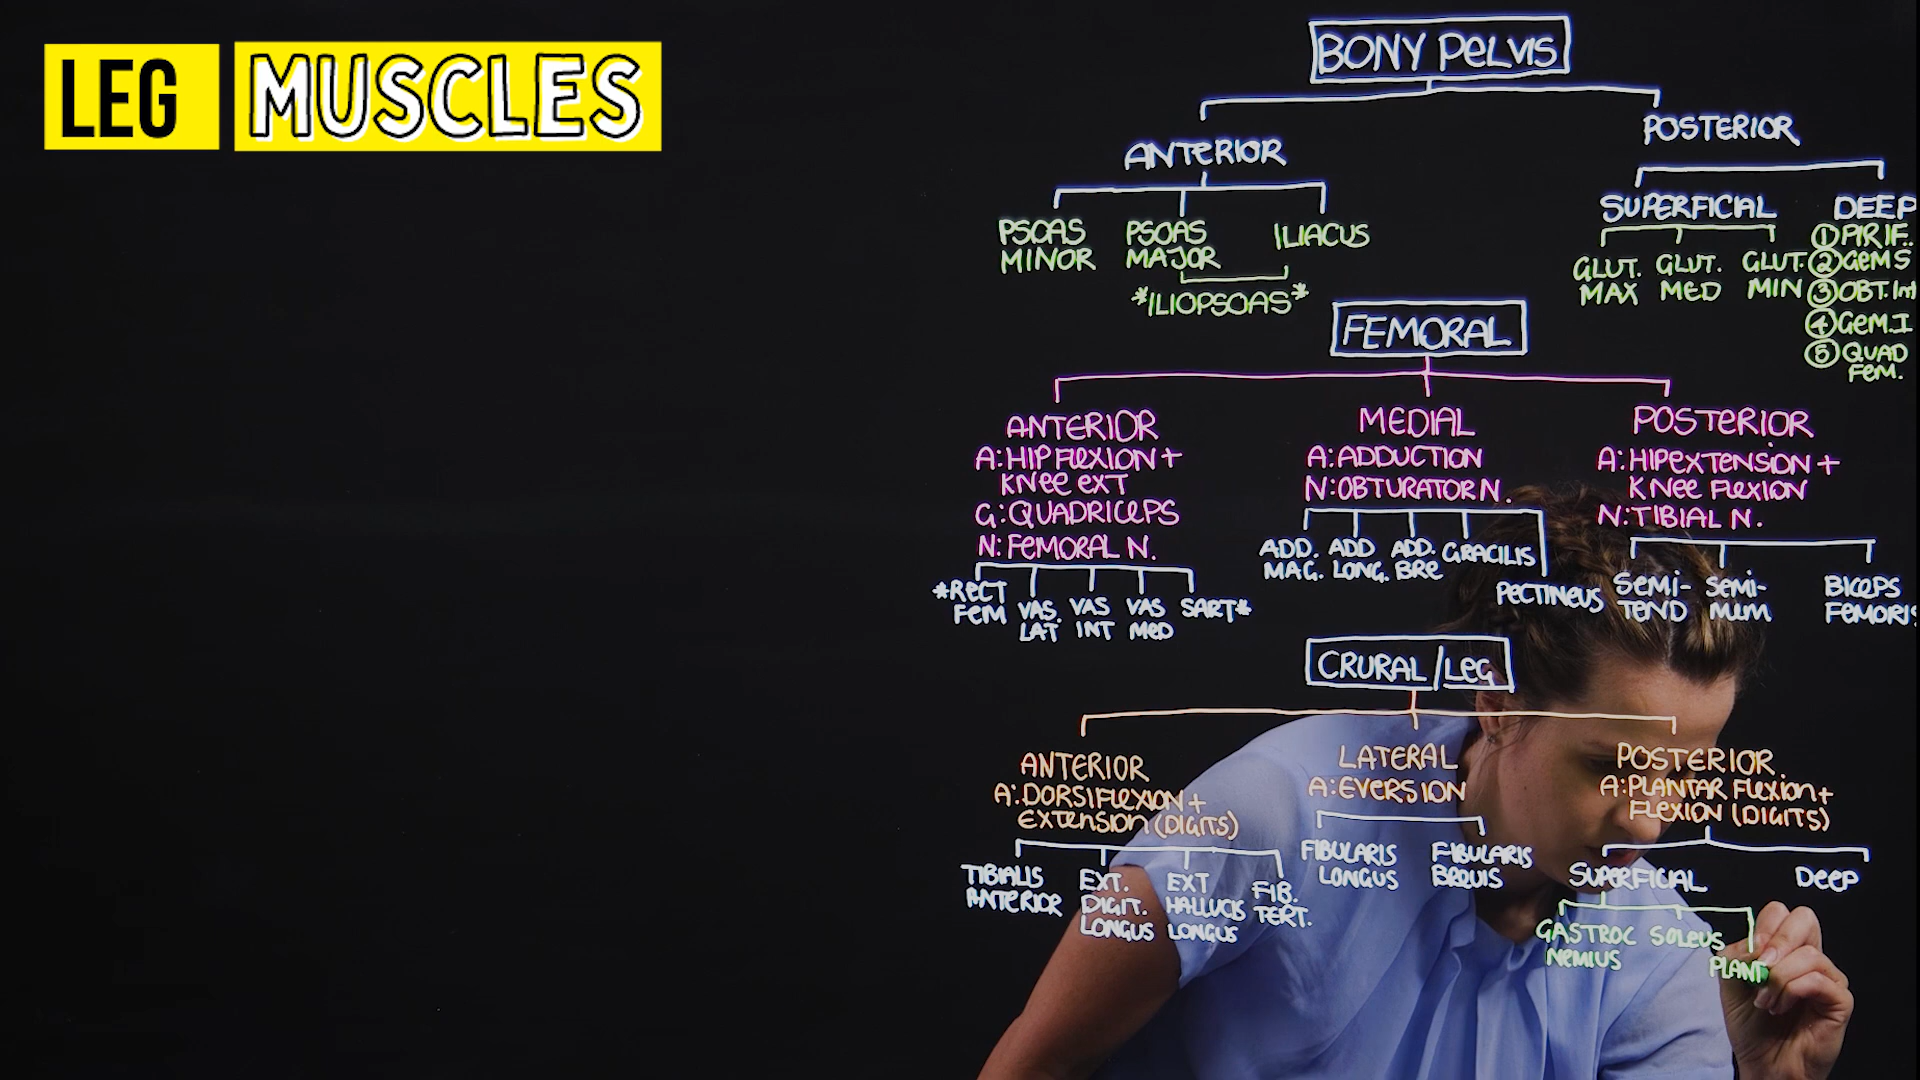 LEG MUSCLES
BONY PELVIS
ANTERIOR
POSTERIOR
PSOAS
MINOR
PSOAS
MAJOR
ILIACUS
*ILIOPSOAS*
SUPERFICIAL
GLUT.
MAX
GLUT.
MED
GLUT.
MIN
DEEP
① PIRIF.
② GEM S
③ OBT. Int
④ GEM. I
⑤ QUAD
FEM.
FEMORAL
ANTERIOR
A: HIP FLEXION +
KNEE EXT
G: QUADRICEPS
N: FEMORAL N.
*RECT
FEM
VAS.
LAT
VAS
INT
VAS
MED
SART*
MEDIAL
A: ADDUCTION
N: OBTURATOR N.
ADD.
MAG.
ADD
LONG.
ADD.
BRE
GRACILIS
PECTINEUS
POSTERIOR
A: HIP EXTENSION +
KNEE FLEXION
N: TIBIAL N.
SEMI-
TEND
SEMI-
MEM
BICEPS
FEMORIS
CRURAL/LEG
ANTERIOR
A: DORSIFLEXION +
EXTENSION (DIGITS)
TIBIALIS
ANTERIOR
EXT.
DIGIT.
LONGUS
EXT
HALLUCIS
LONGUS
FIB.
TERT.
LATERAL
A: EVERSION
FIBULARIS
LONGUS
FIBULARIS
BREVIS
POSTERIOR
A: PLANTAR FLEXION +
FLEXION (DIGITS)
SUPERFICIAL
GASTROC
NEMIUS
SOLEUS
PLANT
DEEP